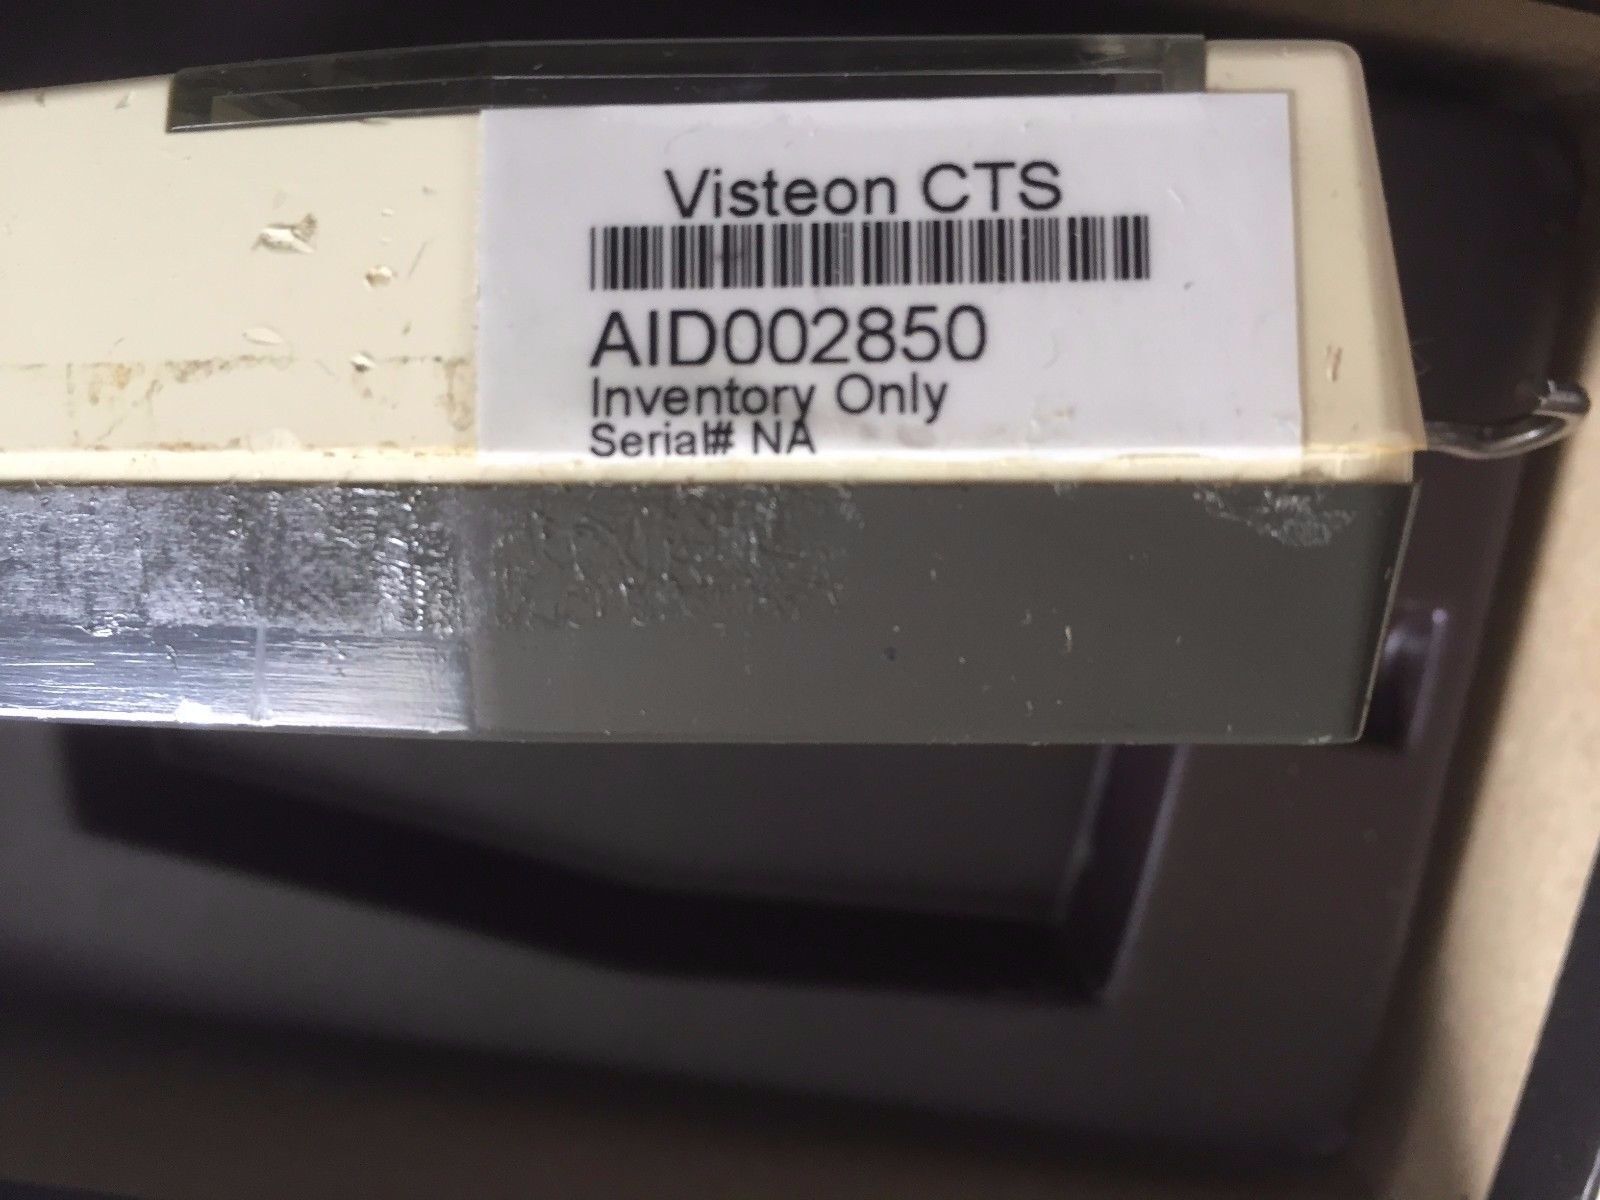 Visteon CTS
AID002850
Inventory Only
Serial# NA